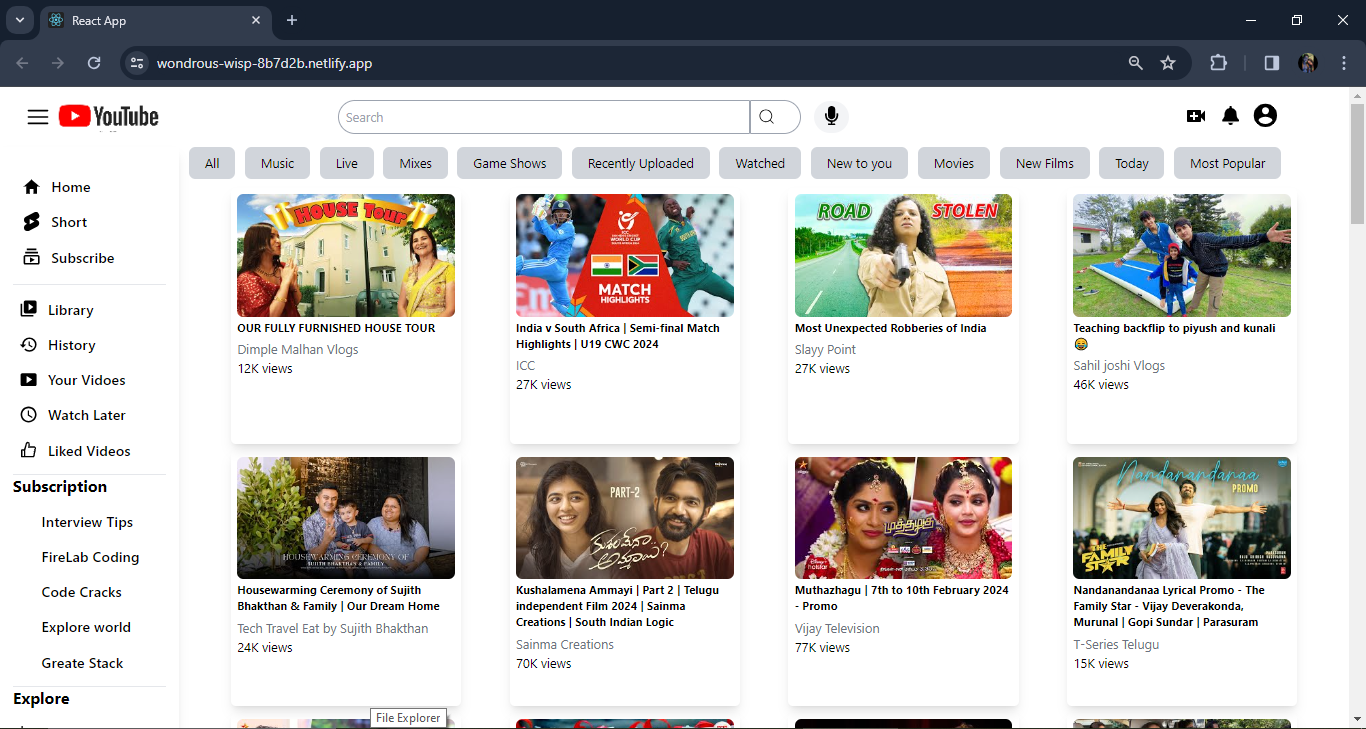 React App
wondrous-wisp-8b7d2b.netlify.app
YouTube
Search
All
Music
Live
Mixes
Game Shows
Recently Uploaded
Watched
New to you
Movies
New Films
Today
Most Popular
Home
Short
Subscribe
Library
History
Your Vidoes
Watch Later
Liked Videos
Subscription
Interview Tips
FireLab Coding
Code Cracks
Explore world
Greate Stack
Explore
HOUSE TOUR
OUR FULLY FURNISHED HOUSE TOUR
Dimple Malhan Vlogs
12K views
WORLD CUP
MATCH
HIGHLIGHTS
India v South Africa | Semi-final Match
Highlights | U19 CWC 2024
ICC
27K views
ROAD STOLEN
Most Unexpected Robberies of India
Slayy Point
27K views
Teaching backflip to piyush and kunali
😂
Sahil joshi Vlogs
46K views
HOUSEWARMING CEREMONY OF
SUJITH BHAKTHAN & FAMILY
Housewarming Ceremony of Sujith
Bhakthan & Family | Our Dream Home
Tech Travel Eat by Sujith Bhakthan
24K views
PART-2
కుశలమేనా..
అమ్మాయి?
Kushalamena Ammayi | Part 2 | Telugu
independent Film 2024 | Sainma
Creations | South Indian Logic
Sainma Creations
70K views
முத்தழகு
hotstar
Muthazhagu | 7th to 10th February 2024
- Promo
Vijay Television
77K views
Nandanandanaa
PROMO
THE
FAMILY
STAR
Nandanandanaa Lyrical Promo - The
Family Star - Vijay Deverakonda,
Murunal | Gopi Sundar | Parasuram
T-Series Telugu
15K views
File Explorer